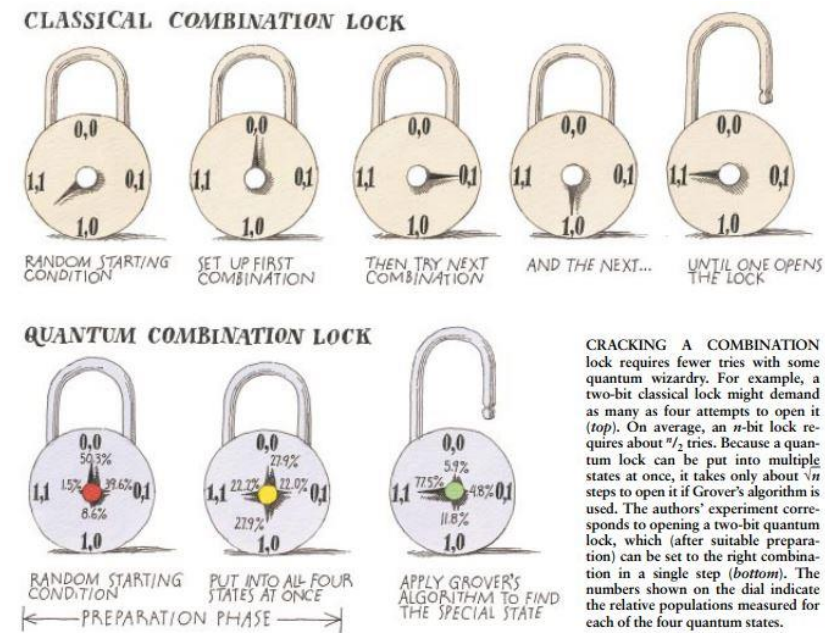 CLASSICAL COMBINATION LOCK
0,0
1,1 0,1
1,0
0,0
1,1 0,1
1,0
0,0
1,1 0,1
1,0
0,0
1,1 0,1
1,0
0,0
1,1 0,1
1,0
RANDOM STARTING
CONDITION
SET UP FIRST
COMBINATION
THEN TRY NEXT
COMBINATION
AND THE NEXT...
UNTIL ONE OPENS
THE LOCK
QUANTUM COMBINATION LOCK
0,0
50.3%
1,1 1.5% 39.6% 0,1
8.6%
1,0
0,0
27.9%
1,1 22.2% 22.0% 0,1
27.9%
1,0
0,0
5.9%
1,1 77.5% 4.8% 0,1
11.8%
1,0
RANDOM STARTING
CONDITION
PUT INTO ALL FOUR
STATES AT ONCE
PREPARATION PHASE
APPLY GROVER'S
ALGORITHM TO FIND
THE SPECIAL STATE
CRACKING A COMBINATION
lock requires fewer tries with some
quantum wizardry. For example, a
two-bit classical lock might demand
as many as four attempts to open it
(top). On average, an n-bit lock re-
quires about n/2 tries. Because a quan-
tum lock can be put into multiple
states at once, it takes only about √n
steps to open it if Grover's algorithm is
used. The authors' experiment corre-
sponds to opening a two-bit quantum
lock, which (after suitable prepara-
tion) can be set to the right combina-
tion in a single step (bottom). The
numbers shown on the dial indicate
the relative populations measured for
each of the four quantum states.